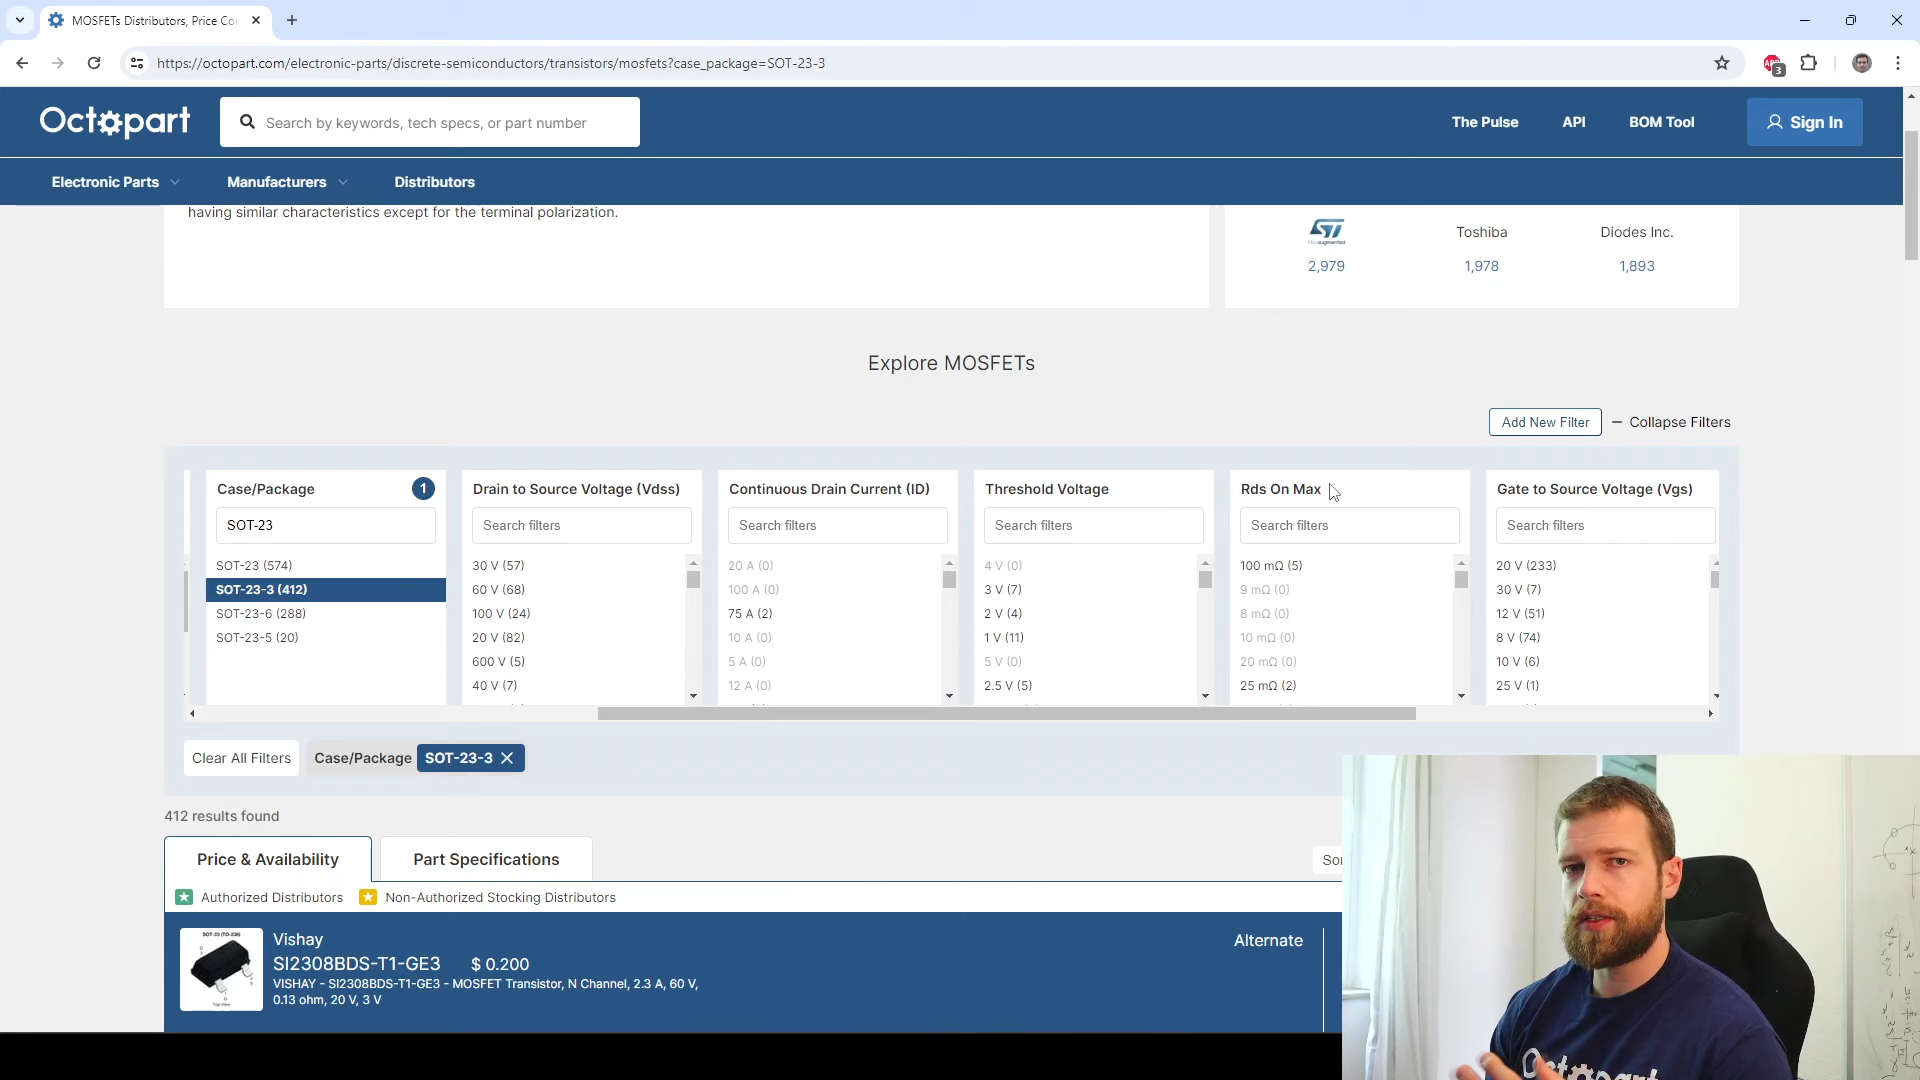 MOSFETs Distributors, Price Co
https://octopart.com/electronic-parts/discrete-semiconductors/transistors/mosfets?case_package=SOT-23-3
3
Octopart
Search by keywords, tech specs, or part number
The Pulse
API
BOM Tool
Sign In
Electronic Parts
Manufacturers
Distributors
having similar characteristics except for the terminal polarization.
ST
Toshiba
Diodes Inc.
2,979
1,978
1,893
Explore MOSFETs
Add New Filter
Collapse Filters
Case/Package
1
SOT-23
SOT-23 (574)
SOT-23-3 (412)
SOT-23-6 (288)
SOT-23-5 (20)
Drain to Source Voltage (Vdss)
Search filters
30 V (57)
60 V (68)
100 V (24)
20 V (82)
600 V (5)
40 V (7)
Continuous Drain Current (ID)
Search filters
20 A (0)
100 A (0)
75 A (2)
10 A (0)
5 A (0)
12 A (0)
Threshold Voltage
Search filters
4 V (0)
3 V (7)
2 V (4)
1 V (11)
5 V (0)
2.5 V (5)
Rds On Max
Search filters
100 mΩ (5)
9 mΩ (0)
8 mΩ (0)
10 mΩ (0)
20 mΩ (0)
25 mΩ (2)
Gate to Source Voltage (Vgs)
Search filters
20 V (233)
30 V (7)
12 V (51)
8 V (74)
10 V (6)
25 V (1)
Clear All Filters
Case/Package
SOT-23-3
412 results found
Price & Availability
Part Specifications
Sor
Authorized Distributors
Non-Authorized Stocking Distributors
SOT-23 (TO-236)
Top View
Vishay
SI2308BDS-T1-GE3 $ 0.200
VISHAY - SI2308BDS-T1-GE3 - MOSFET Transistor, N Channel, 2.3 A, 60 V,
0.13 ohm, 20 V, 3 V
Alternate
Octopart